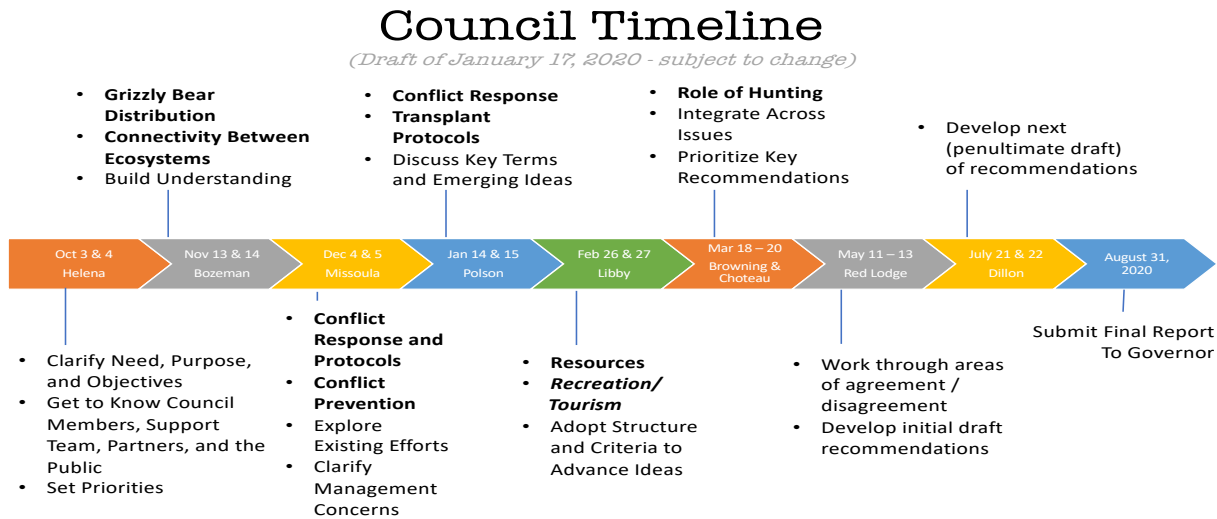 Council Timeline
(Draft of January 17, 2020 - subject to change)
• Grizzly Bear
Distribution
• Connectivity Between
Ecosystems
• Build Understanding
• Conflict Response
• Transplant
Protocols
• Discuss Key Terms
and Emerging Ideas
• Role of Hunting
• Integrate Across
Issues
• Prioritize Key
Recommendations
• Develop next
(penultimate draft)
of recommendations
Oct 3 & 4
Helena
Nov 13 & 14
Bozeman
Dec 4 & 5
Missoula
Jan 14 & 15
Polson
Feb 26 & 27
Libby
Mar 18 – 20
Browning &
Choteau
May 11 – 13
Red Lodge
July 21 & 22
Dillon
August 31,
2020
• Clarify Need, Purpose,
and Objectives
• Get to Know Council
Members, Support
Team, Partners, and the
Public
• Set Priorities
• Conflict
Response and
Protocols
• Conflict
Prevention
• Explore
Existing Efforts
• Clarify
Management
Concerns
• Resources
• Recreation/
Tourism
• Adopt Structure
and Criteria to
Advance Ideas
• Work through areas
of agreement /
disagreement
• Develop initial draft
recommendations
Submit Final Report
To Governor